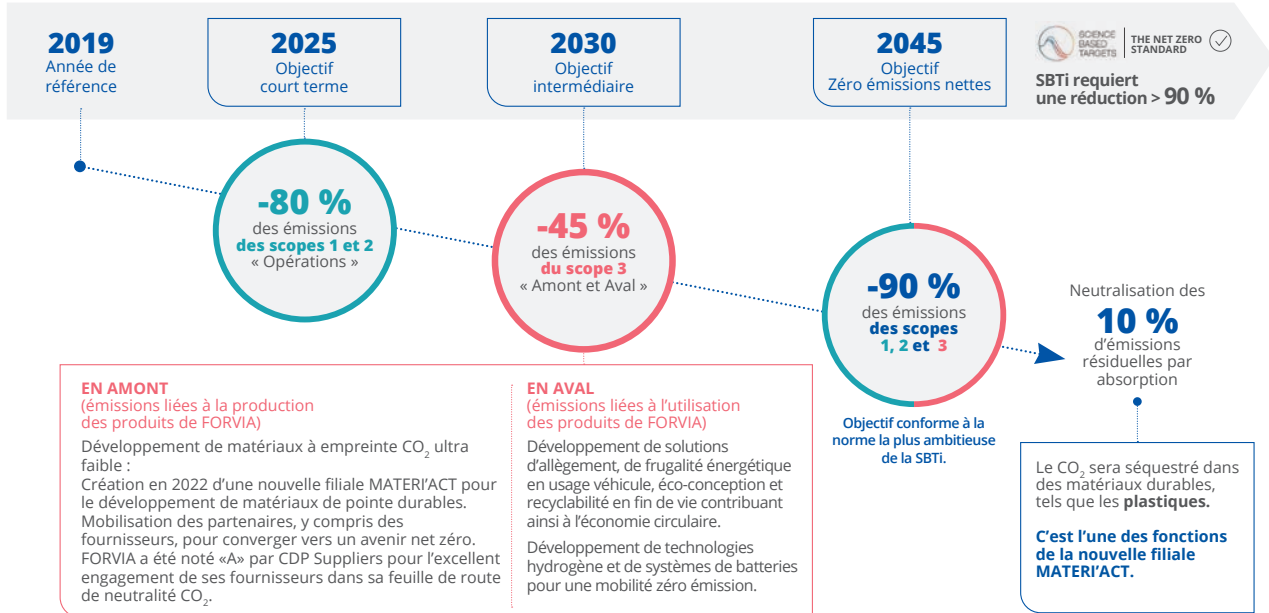 2019
Année de
référence
2025
Objectif
court terme
2030
Objectif
intermédiaire
2045
Objectif
Zéro émissions nettes
SCIENCE
BASED
TARGETS
THE NET ZERO
STANDARD
SBTi requiert
une réduction > 90 %
-80 %
des émissions
des scopes 1 et 2
« Opérations »
-45 %
des émissions
du scope 3
« Amont et Aval »
-90 %
des émissions
des scopes
1, 2 et 3
Objectif conforme à la
norme la plus ambitieuse
de la SBTi.
Neutralisation des
10 %
d'émissions
résiduelles par
absorption
EN AMONT
(émissions liées à la production
des produits de FORVIA)
Développement de matériaux à empreinte CO₂ ultra
faible :
Création en 2022 d'une nouvelle filiale MATERI'ACT pour
le développement de matériaux de pointe durables.
Mobilisation des partenaires, y compris des
fournisseurs, pour converger vers un avenir net zéro.
FORVIA a été noté «A» par CDP Suppliers pour l'excellent
engagement de ses fournisseurs dans sa feuille de route
de neutralité CO₂.
EN AVAL
(émissions liées à l'utilisation
des produits de FORVIA)
Développement de solutions
d'allègement, de frugalité énergétique
en usage véhicule, éco-conception et
recyclabilité en fin de vie contribuant
ainsi à l'économie circulaire.
Développement de technologies
hydrogène et de systèmes de batteries
pour une mobilité zéro émission.
Le CO₂ sera séquestré dans
des matériaux durables,
tels que les plastiques.
C'est l'une des fonctions
de la nouvelle filiale
MATERI'ACT.